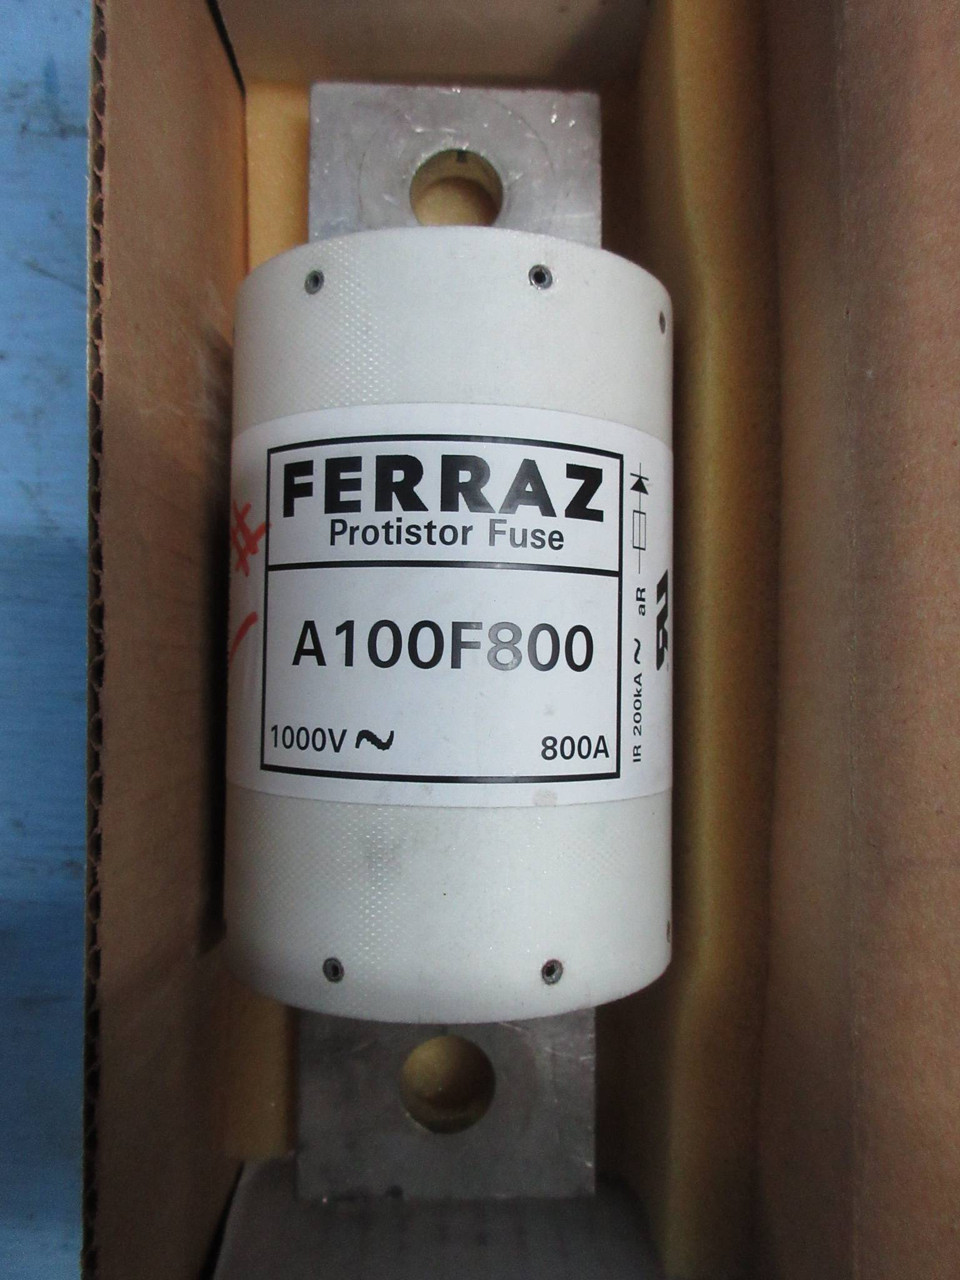 FERRAZ
Protistor Fuse
A100F800
1000V ~
800A
IR 200kA ~ aR
#